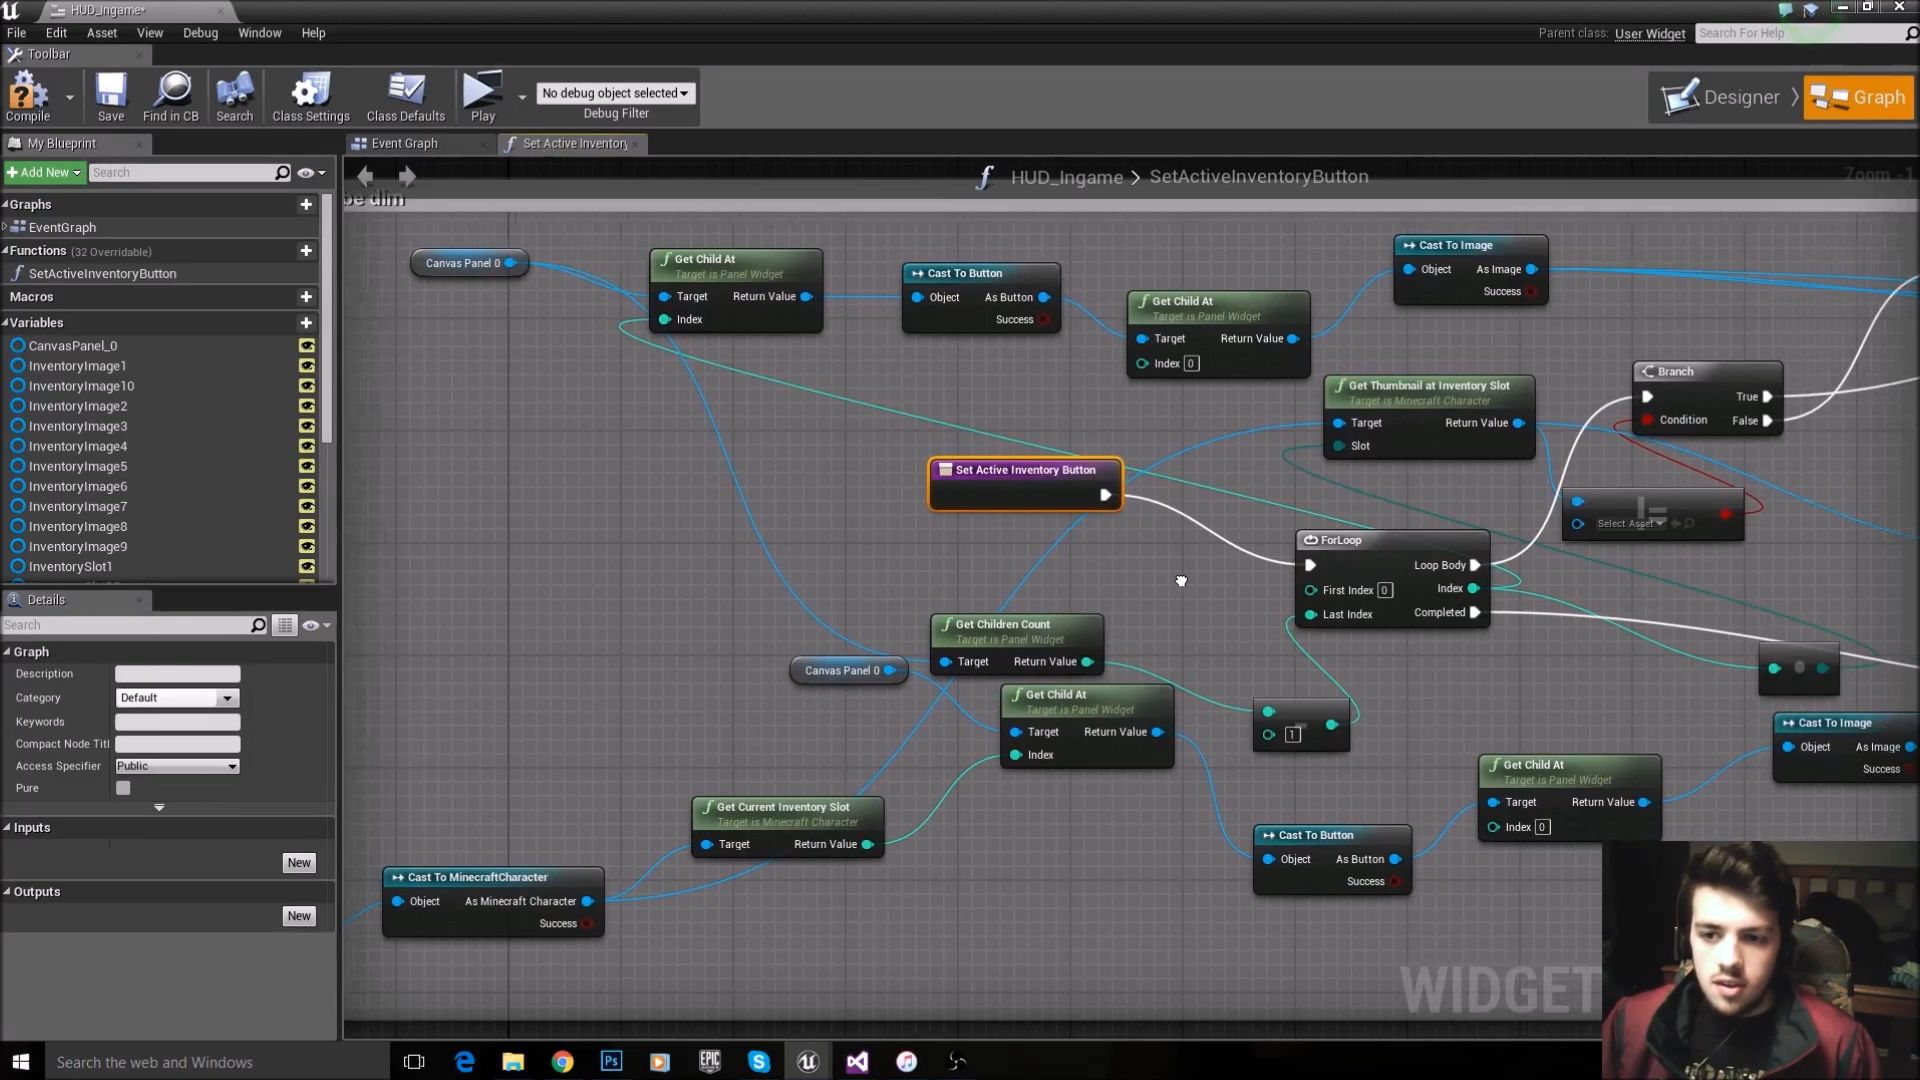 HUD_Ingame*
File Edit Asset View Debug Window Help
Parent class: User Widget Search For Help
Toolbar
Compile Save Find in CB Search Class Settings Class Defaults Play
No debug object selected
Debug Filter
Designer Graph
My Blueprint
Event Graph Set Active Inventory
+Add New Search
HUD_Ingame > SetActiveInventoryButton
Zoom -1
be dim
Graphs
EventGraph
Functions (32 Overridable)
SetActiveInventoryButton
Macros
Variables
CanvasPanel_0
InventoryImage1
InventoryImage10
InventoryImage2
InventoryImage3
InventoryImage4
InventoryImage5
InventoryImage6
InventoryImage7
InventoryImage8
InventoryImage9
InventorySlot1
Details
Search
Graph
Description
Category Default
Keywords
Compact Node Titl
Access Specifier Public
Pure
Inputs
New
Outputs
New
Canvas Panel 0
Get Child At
Target is Panel Widget
Target Return Value
Index
Cast To Button
Object As Button
Success
Get Child At
Target is Panel Widget
Target Return Value
Index 0
Cast To Image
Object As Image
Success
Get Thumbnail at Inventory Slot
Target is Minecraft Character
Target Return Value
Slot
Branch
True
Condition False
!=
Select Asset
Set Active Inventory Button
ForLoop
Loop Body
First Index 0 Index
Last Index Completed
Get Children Count
Target is Panel Widget
Target Return Value
Canvas Panel 0
Get Child At
Target is Panel Widget
Target Return Value
Index
-
1
Get Current Inventory Slot
Target is Minecraft Character
Target Return Value
Cast To MinecraftCharacter
Object As Minecraft Character
Success
Cast To Button
Object As Button
Success
Get Child At
Target is Panel Widget
Target Return Value
Index 0
Cast To Image
Object As Image
Success
WIDGET
Search the web and Windows
Ps
EPIC GAMES